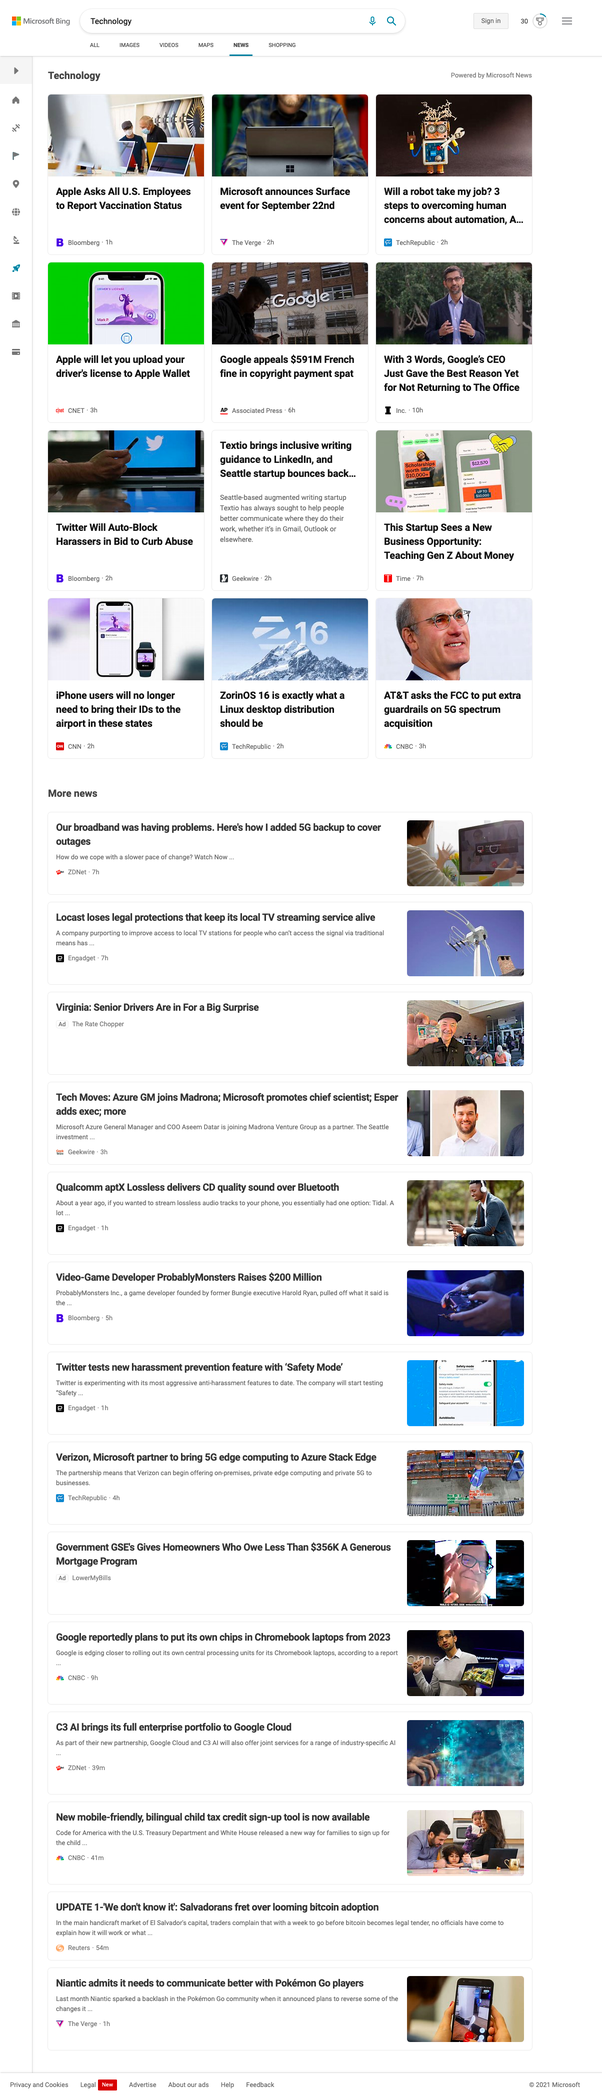 Microsoft Bing
Technology
Sign in
30
ALL IMAGES VIDEOS MAPS NEWS SHOPPING
Technology
Powered by Microsoft News
Apple Asks All U.S. Employees
to Report Vaccination Status
Bloomberg · 1h
Microsoft announces Surface
event for September 22nd
The Verge · 2h
Will a robot take my job? 3
steps to overcoming human
concerns about automation, A...
TechRepublic · 2h
Apple will let you upload your
driver's license to Apple Wallet
CNET · 3h
Google
Google appeals $591M French
fine in copyright payment spat
AP Associated Press · 6h
With 3 Words, Google's CEO
Just Gave the Best Reason Yet
for Not Returning to The Office
Inc. · 10h
Twitter Will Auto-Block
Harassers in Bid to Curb Abuse
Bloomberg · 2h
Textio brings inclusive writing
guidance to LinkedIn, and
Seattle startup bounces back...
Seattle-based augmented writing startup
Textio has always sought to help people
better communicate where they do their
work, whether it's in Gmail, Outlook or
elsewhere.
Geekwire · 2h
This Startup Sees a New
Business Opportunity:
Teaching Gen Z About Money
Time · 7h
iPhone users will no longer
need to bring their IDs to the
airport in these states
CNN · 2h
16
ZorinOS 16 is exactly what a
Linux desktop distribution
should be
TechRepublic · 2h
AT&T asks the FCC to put extra
guardrails on 5G spectrum
acquisition
CNBC · 3h
More news
Our broadband was having problems. Here's how I added 5G backup to cover
outages
How do we cope with a slower pace of change? Watch Now ...
ZDNet · 7h
Locast loses legal protections that keep its local TV streaming service alive
A company purporting to improve access to local TV stations for people who can't access the signal via traditional
means has ...
Engadget · 7h
Virginia: Senior Drivers Are in For a Big Surprise
Ad The Rate Chopper
Tech Moves: Azure GM joins Madrona; Microsoft promotes chief scientist; Esper
adds exec; more
Microsoft Azure General Manager and COO Aseem Datar is joining Madrona Venture Group as a partner. The Seattle
investment ...
Geekwire · 3h
Qualcomm aptX Lossless delivers CD quality sound over Bluetooth
About a year ago, if you wanted to stream lossless audio tracks to your phone, you essentially had one option: Tidal. A
lot ...
Engadget · 1h
Video-Game Developer ProbablyMonsters Raises $200 Million
ProbablyMonsters Inc., a game developer founded by former Bungie executive Harold Ryan, pulled off what it said is
the ...
Bloomberg · 5h
Twitter tests new harassment prevention feature with 'Safety Mode'
Twitter is experimenting with its most aggressive anti-harassment features to date. The company will start testing
"Safety ...
Engadget · 1h
Verizon, Microsoft partner to bring 5G edge computing to Azure Stack Edge
The partnership means that Verizon can begin offering on-premises, private edge computing and private 5G to
businesses.
TechRepublic · 4h
Government GSE's Gives Homeowners Who Owe Less Than $356K A Generous
Mortgage Program
Ad LowerMyBills
Google reportedly plans to put its own chips in Chromebook laptops from 2023
Google is edging closer to rolling out its own central processing units for its Chromebook laptops, according to a report
...
CNBC · 9h
C3 AI brings its full enterprise portfolio to Google Cloud
As part of their new partnership, Google Cloud and C3 AI will also offer joint services for a range of industry-specific AI
...
ZDNet · 39m
New mobile-friendly, bilingual child tax credit sign-up tool is now available
Code for America with the U.S. Treasury Department and White House released a new way for families to sign up for
the child ...
CNBC · 41m
UPDATE 1-'We don't know it': Salvadorans fret over looming bitcoin adoption
In the main handicraft market of El Salvador's capital, traders complain that with a week to go before bitcoin becomes legal tender, no officials have come to
explain how it will work or what ...
Reuters · 54m
Niantic admits it needs to communicate better with Pokémon Go players
Last month Niantic sparked a backlash in the Pokémon Go community when it announced plans to reverse some of the
changes it ...
The Verge · 1h
Privacy and Cookies Legal New Advertise About our ads Help Feedback
© 2021 Microsoft